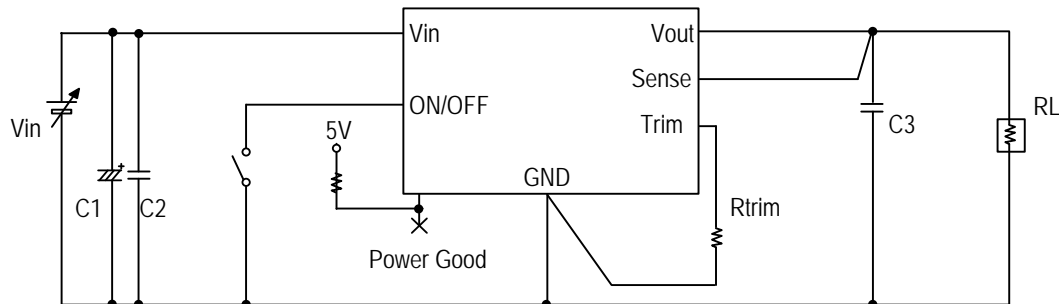 Vin
Vout
Sense
ON/OFF
Trim
Vin
5V
C3
RL
GND
C1
C2
Rtrim
Power Good
+